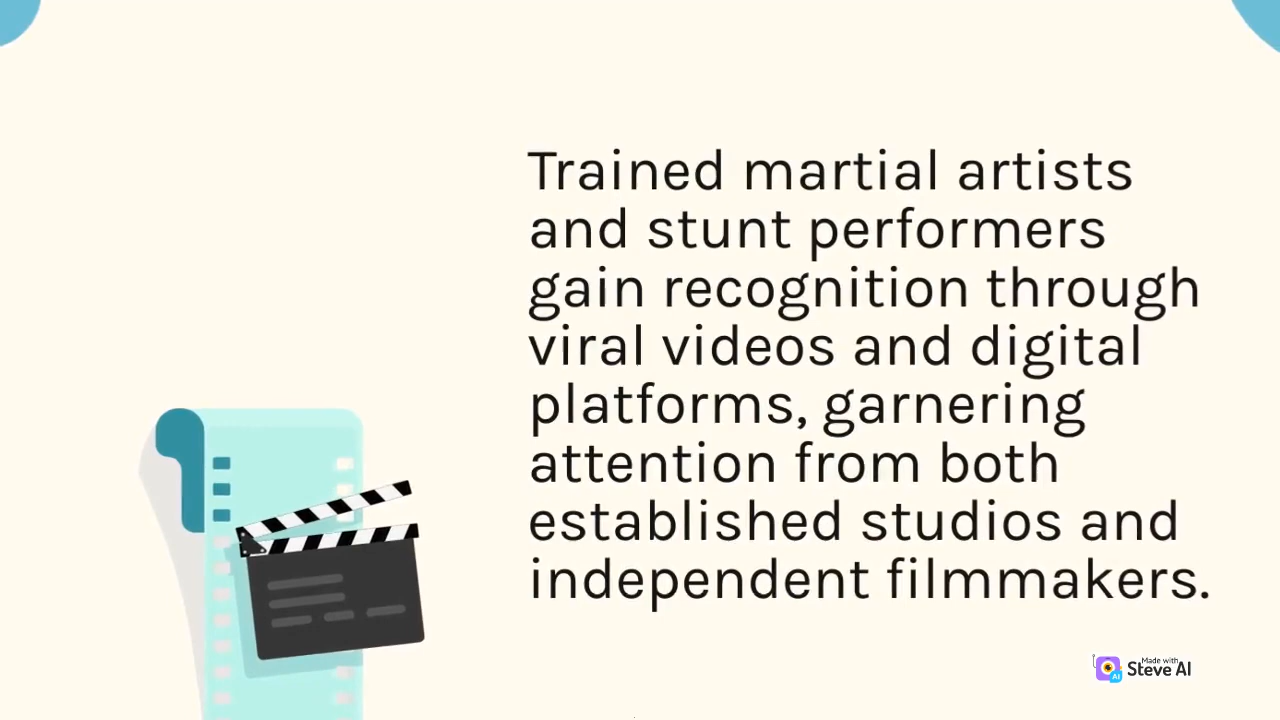 Trained martial artists
and stunt performers
gain recognition through
viral videos and digital
platforms, garnering
attention from both
established studios and
independent filmmakers.
Made with
Steve AI
AI